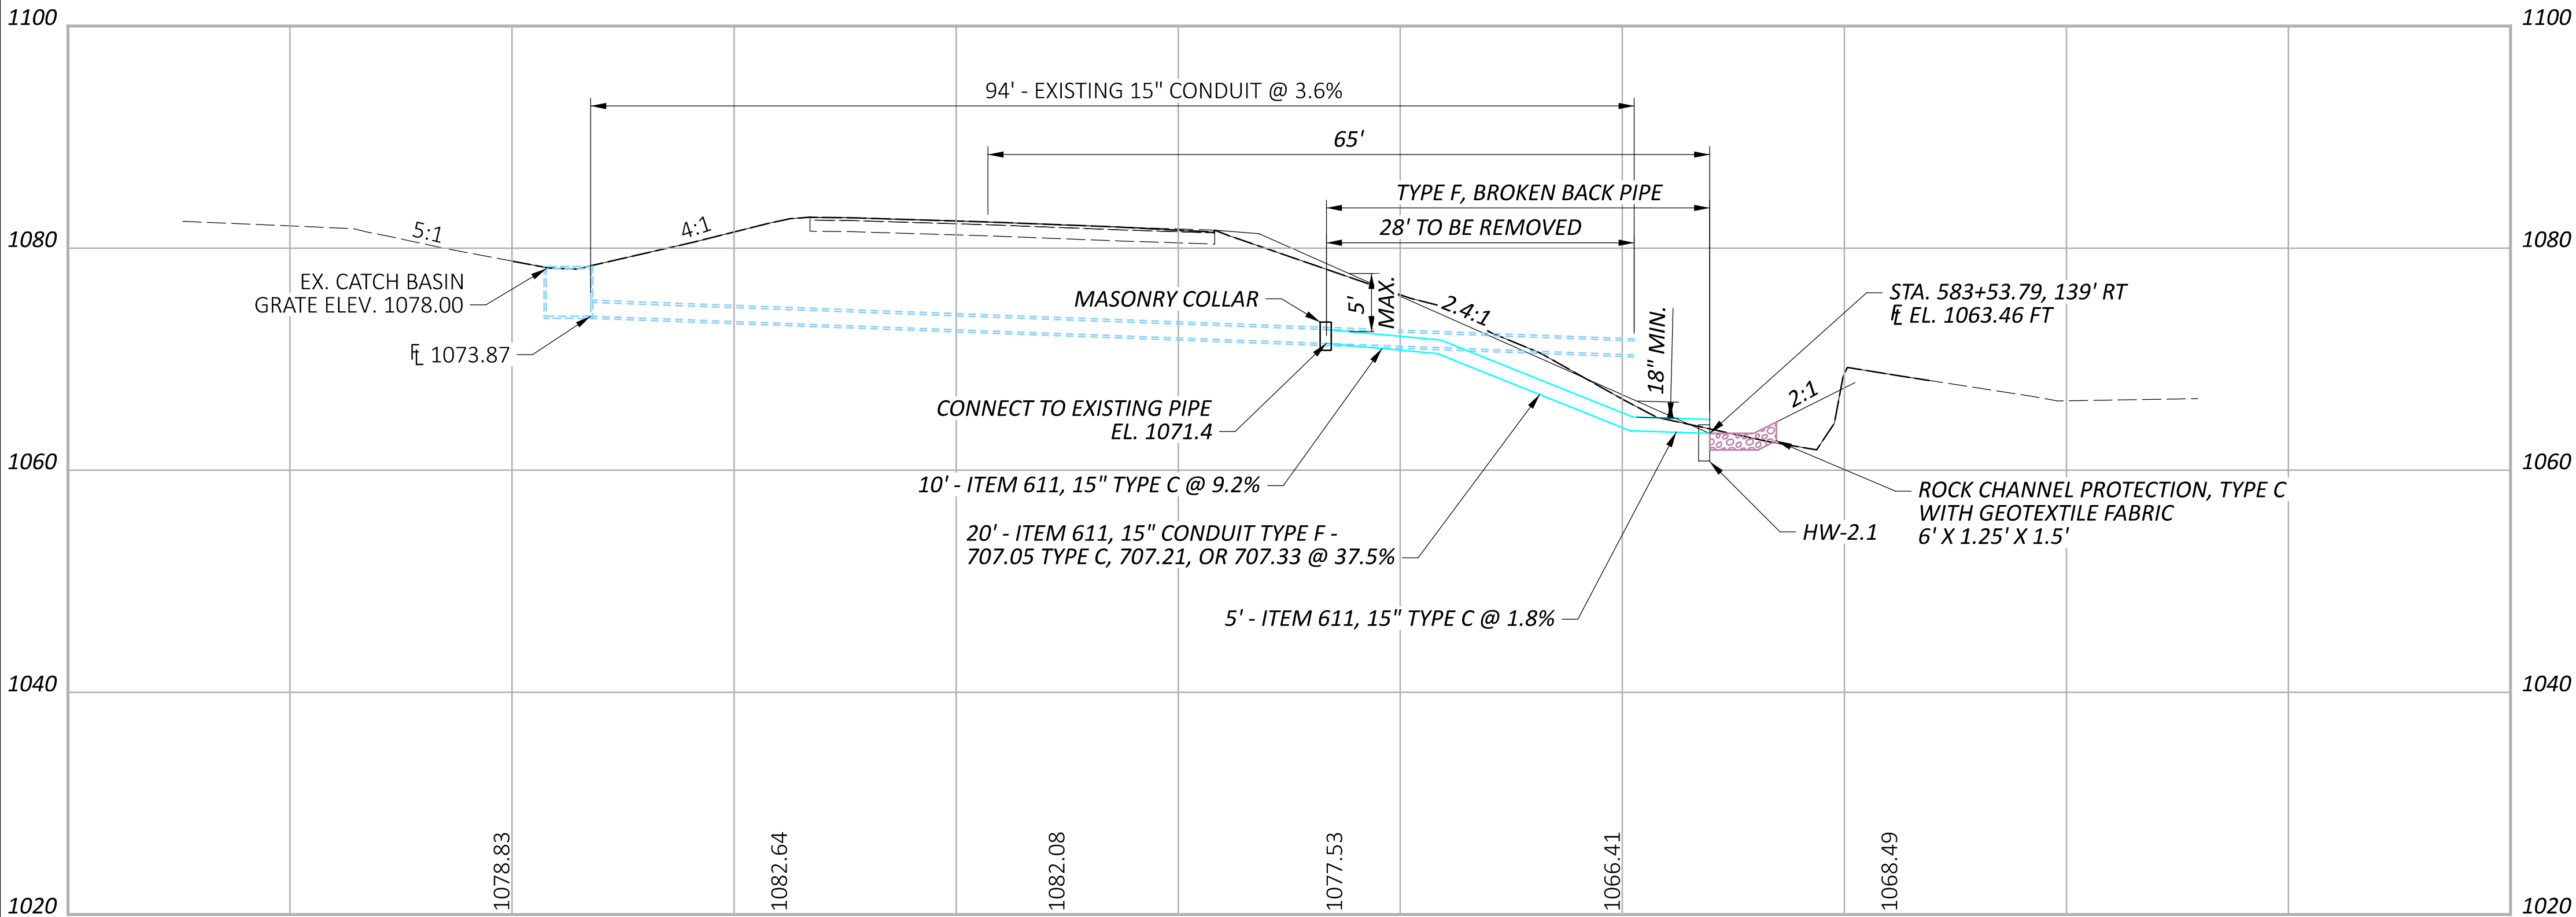 1100
1100
94' - EXISTING 15" CONDUIT @ 3.6%
65'
TYPE F, BROKEN BACK PIPE
28' TO BE REMOVED
5:1
4:1
1080
1080
EX. CATCH BASIN
GRATE ELEV. 1078.00
MASONRY COLLAR
5'
MAX.
2.4:1
18" MIN.
STA. 583+53.79, 139' RT
FL EL. 1063.46 FT
FL 1073.87
2:1
CONNECT TO EXISTING PIPE
EL. 1071.4
1060
1060
10' - ITEM 611, 15" TYPE C @ 9.2%
ROCK CHANNEL PROTECTION, TYPE C
WITH GEOTEXTILE FABRIC
6' X 1.25' X 1.5'
HW-2.1
20' - ITEM 611, 15" CONDUIT TYPE F -
707.05 TYPE C, 707.21, OR 707.33 @ 37.5%
5' - ITEM 611, 15" TYPE C @ 1.8%
1040
1040
1078.83
1082.64
1082.08
1077.53
1066.41
1068.49
1020
1020